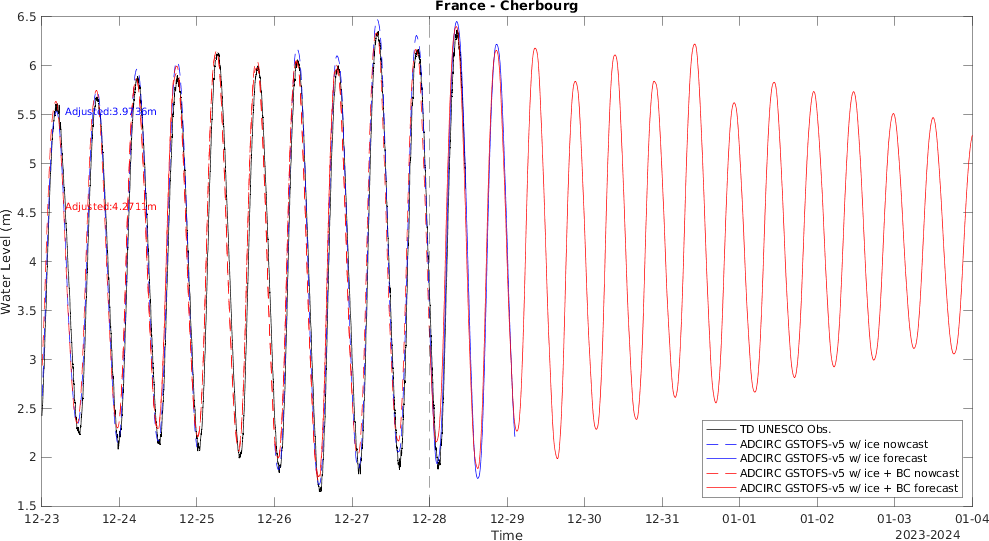 France - Cherbourg
6.5
6
5.5
5
4.5
4
3.5
3
2.5
2
1.5
Water Level (m)
Adjusted:3.9736m
Adjusted:4.2711m
TD UNESCO Obs.
ADCIRC GSTOFS-v5 w/ ice nowcast
ADCIRC GSTOFS-v5 w/ ice forecast
ADCIRC GSTOFS-v5 w/ ice + BC nowcast
ADCIRC GSTOFS-v5 w/ ice + BC forecast
12-23 12-24 12-25 12-26 12-27 12-28 12-29 12-30 12-31 01-01 01-02 01-03 01-04
Time
2023-2024